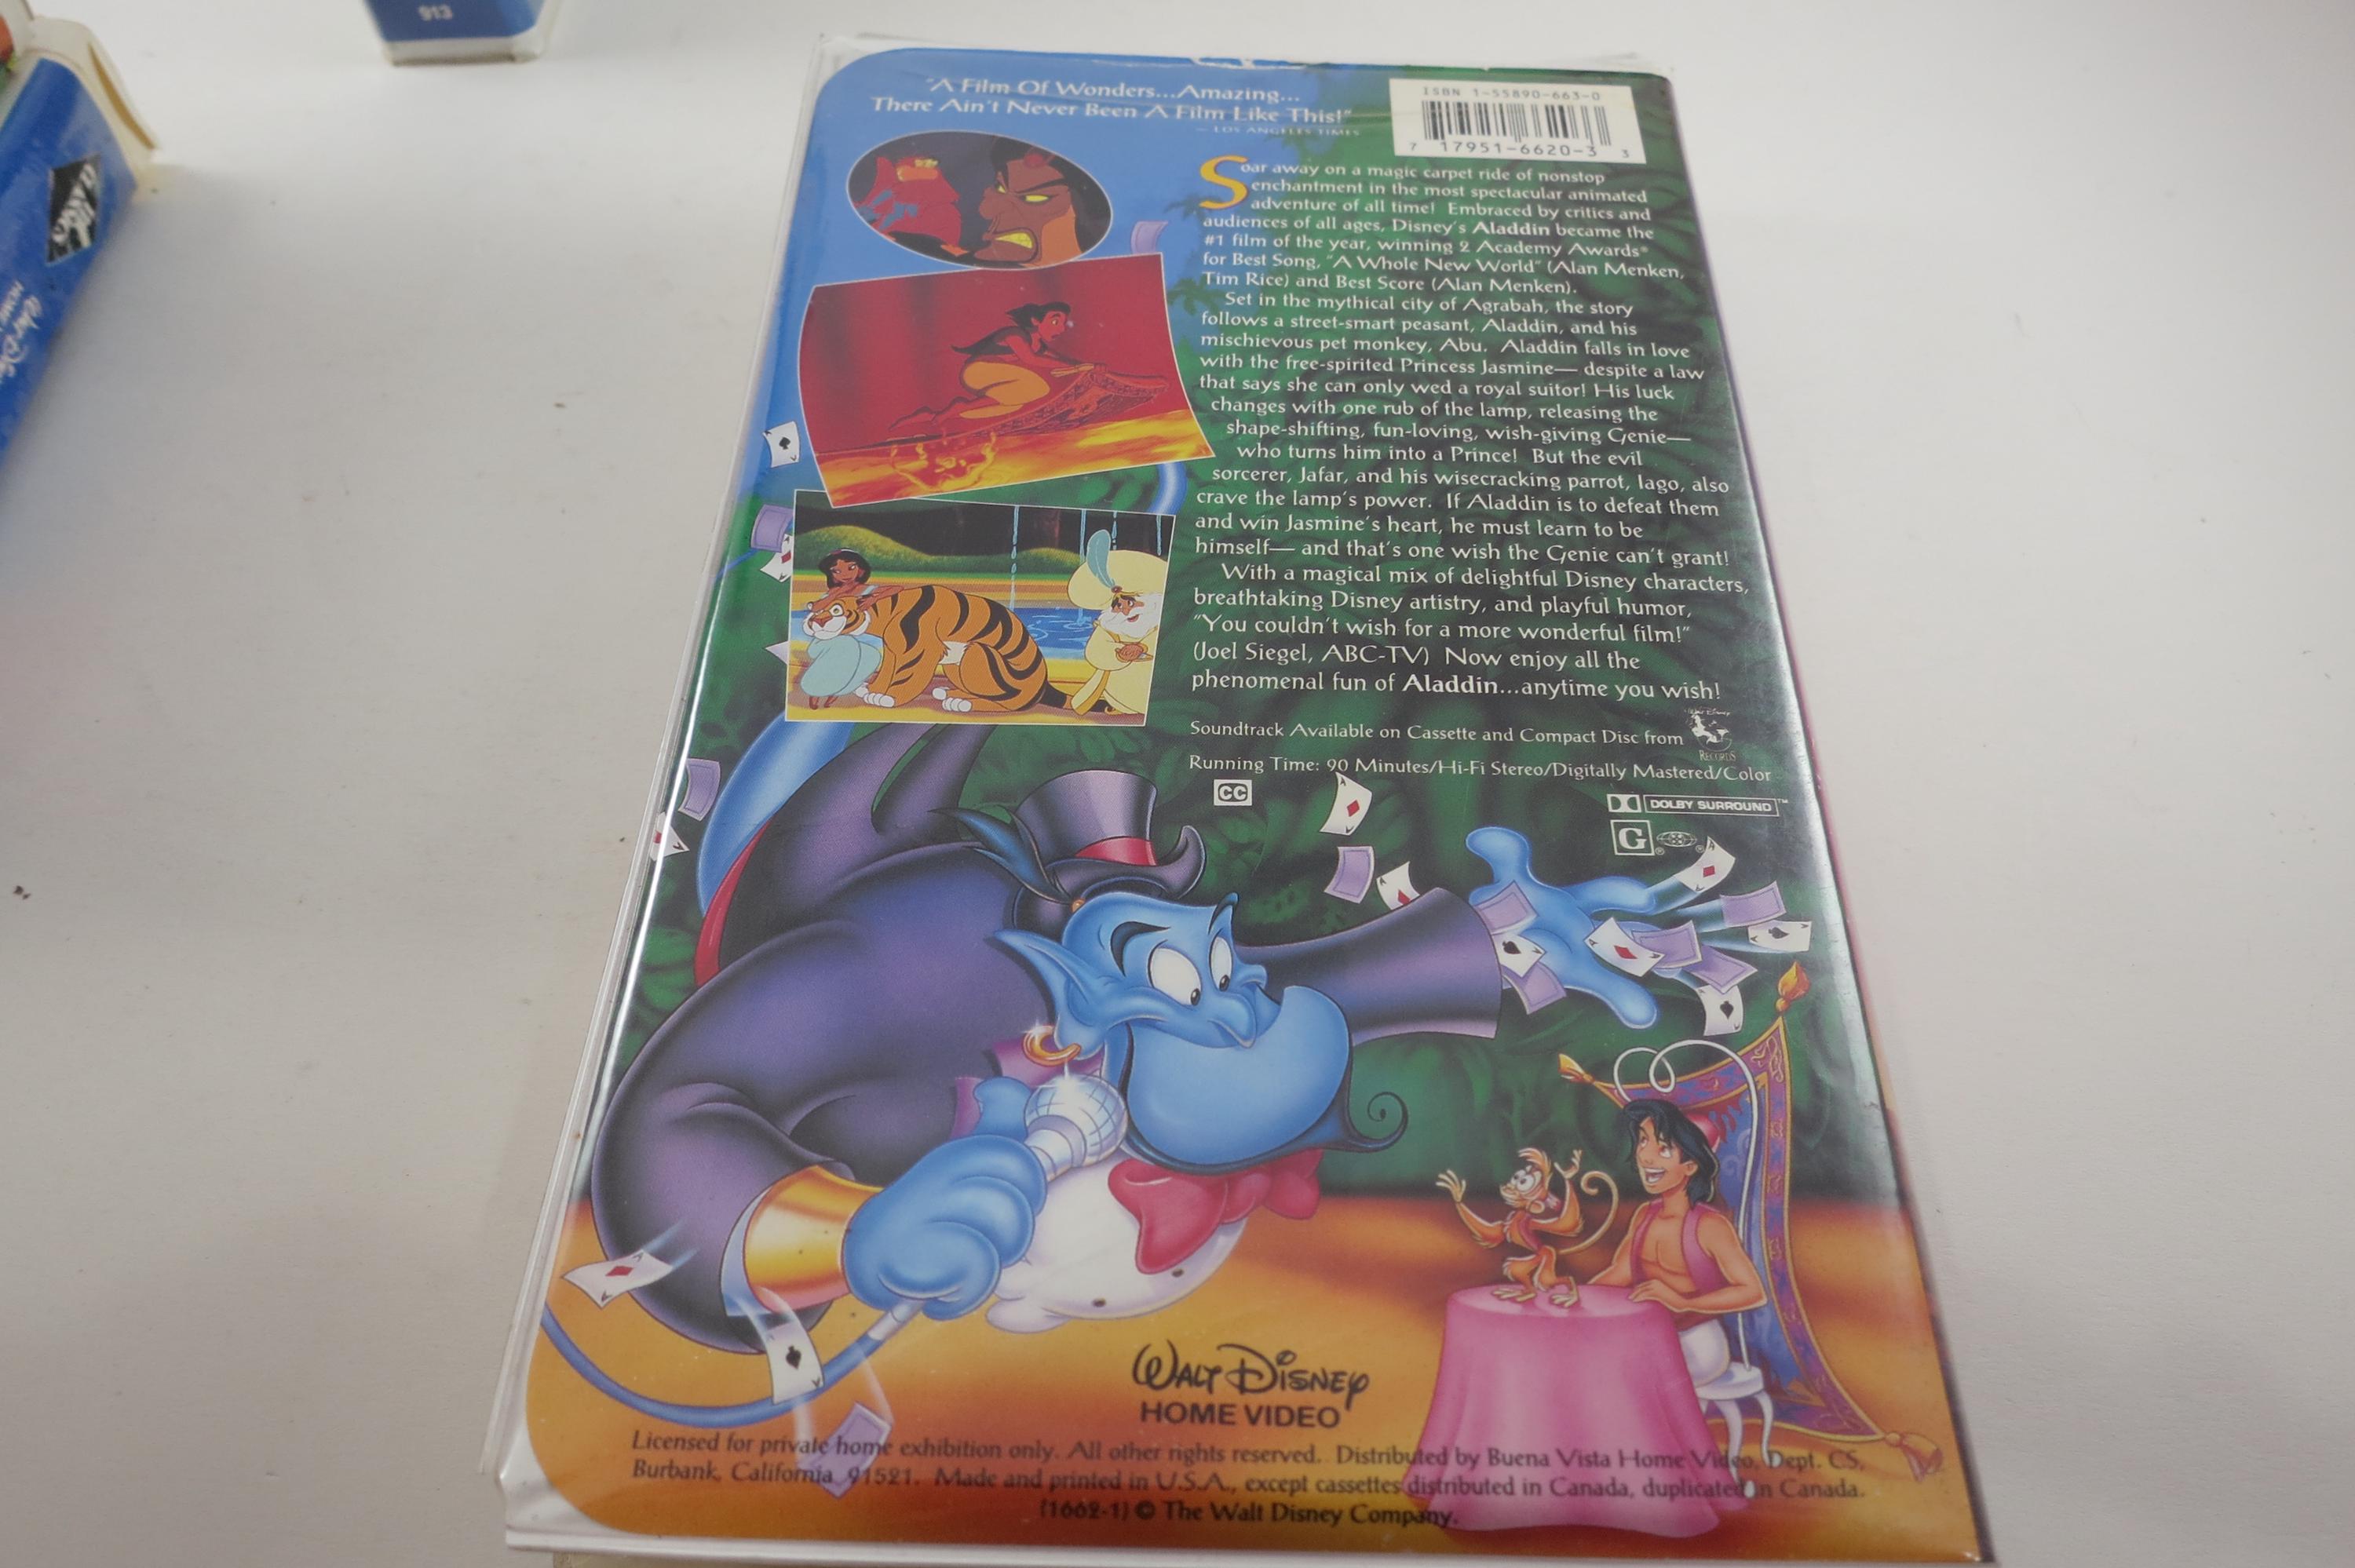 913
"A Film Of Wonders...Amazing...
There Ain't Never Been A Film Like This!"
— LOS ANGELES TIMES
ISBN 1-55890-663-0
7 17951-6620-3 3
Soar away on a magic carpet ride of nonstop
enchantment in the most spectacular animated
adventure of all time! Embraced by critics and
audiences of all ages, Disney's Aladdin became the
#1 film of the year, winning 2 Academy Awards®
for Best Song, "A Whole New World" (Alan Menken,
Tim Rice) and Best Score (Alan Menken).
Set in the mythical city of Agrabah, the story
follows a street-smart peasant, Aladdin, and his
mischievous pet monkey, Abu. Aladdin falls in love
with the free-spirited Princess Jasmine— despite a law
that says she can only wed a royal suitor! His luck
changes with one rub of the lamp, releasing the
shape-shifting, fun-loving, wish-giving Genie—
who turns him into a Prince! But the evil
sorcerer, Jafar, and his wisecracking parrot, Iago, also
crave the lamp's power. If Aladdin is to defeat them
and win Jasmine's heart, he must learn to be
himself— and that's one wish the Genie can't grant!
With a magical mix of delightful Disney characters,
breathtaking Disney artistry, and playful humor,
"You couldn't wish for a more wonderful film!"
(Joel Siegel, ABC-TV) Now enjoy all the
phenomenal fun of Aladdin...anytime you wish!
Soundtrack Available on Cassette and Compact Disc from
Walt Disney
RECORDS
Running Time: 90 Minutes/Hi-Fi Stereo/Digitally Mastered/Color
CC
DOLBY SURROUND™
G
WALT DISNEY
HOME VIDEO
Licensed for private home exhibition only. All other rights reserved. Distributed by Buena Vista Home Video, Dept. CS,
Burbank, California 91521. Made and printed in U.S.A., except cassettes distributed in Canada, duplicated in Canada.
(1662-1) © The Walt Disney Company.